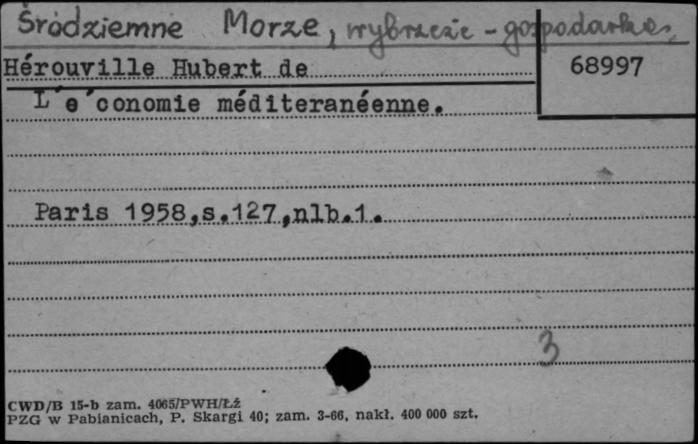 Śródziemne Morze, wybrzeże - gospodarka,
Hérouville Hubert de
68997
L´e´conomie méditeranéenne.
Paris 1958,s.127,nlb.1.
3
CWD/B 15-b zam. 4065/PWH/Łź
PZG w Pabianicach, P. Skargi 40; zam. 3-66, nakł. 400 000 szt.